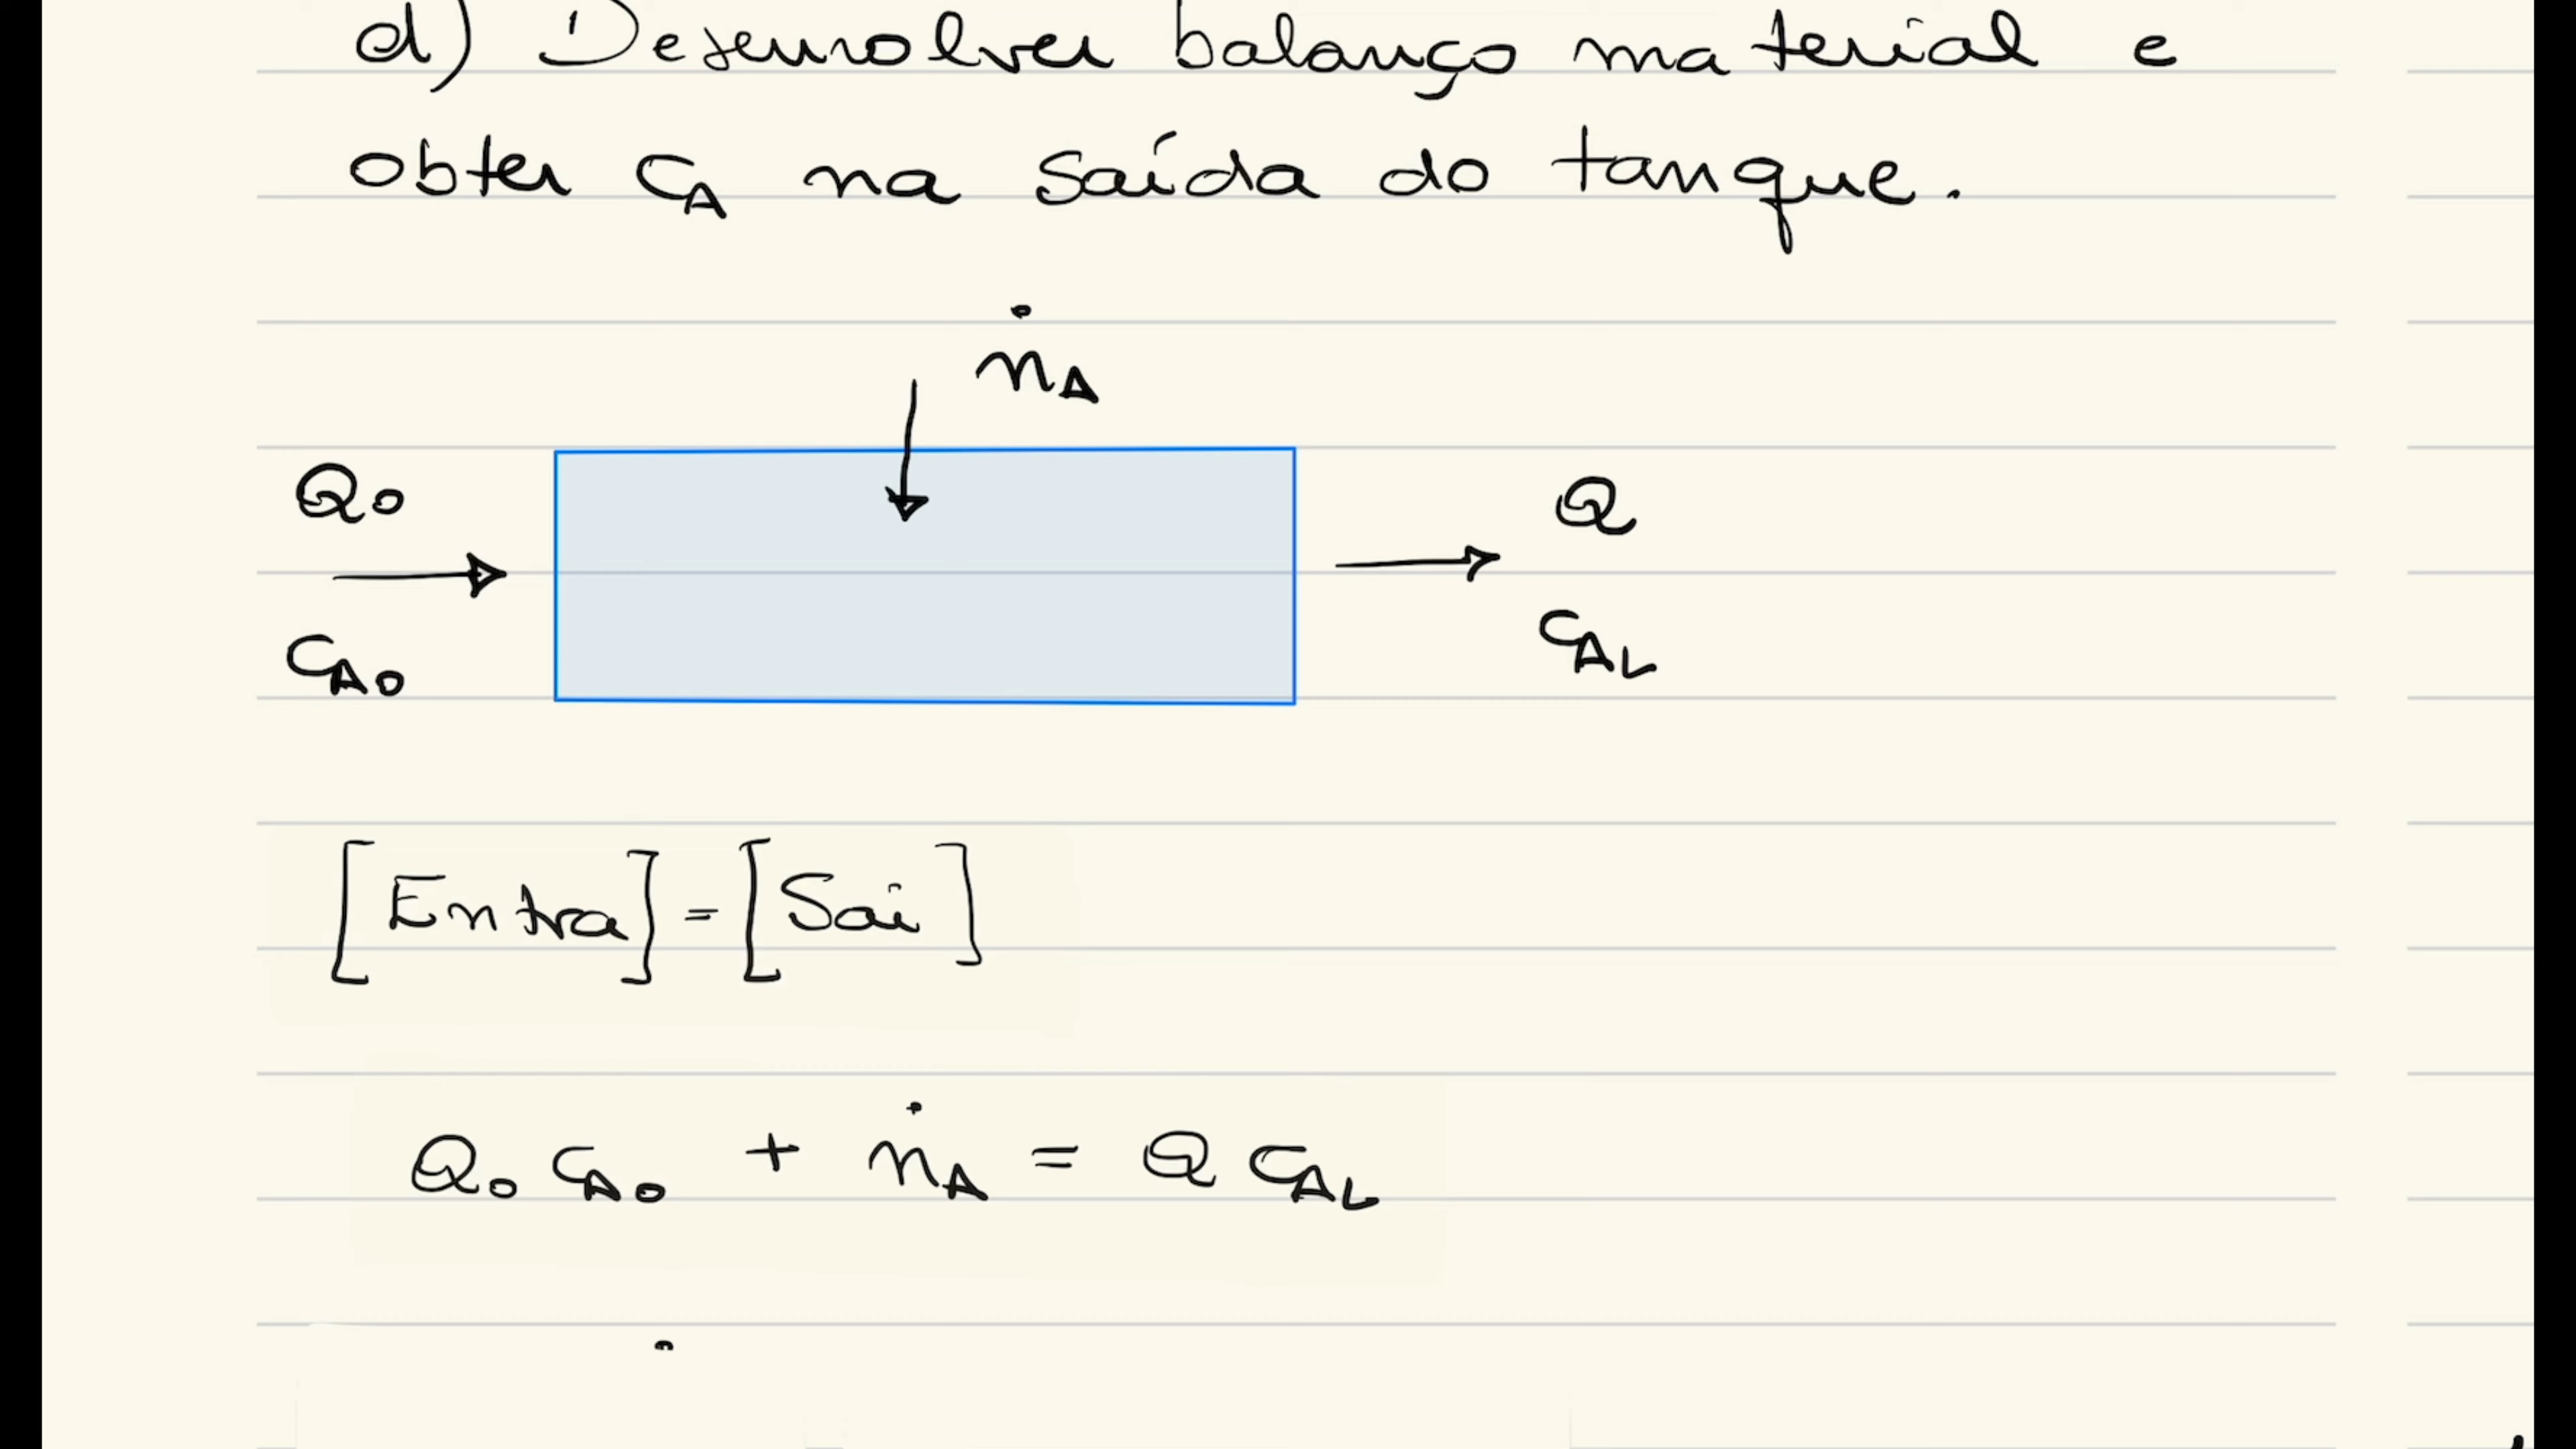 d) Desenvolver balanço material e
obter CA na saída do tanque.
ṅA
Q0
Q
CA0
CAL
[Entra] = [Sai]
Q0 CA0 + ṅA = Q CAL